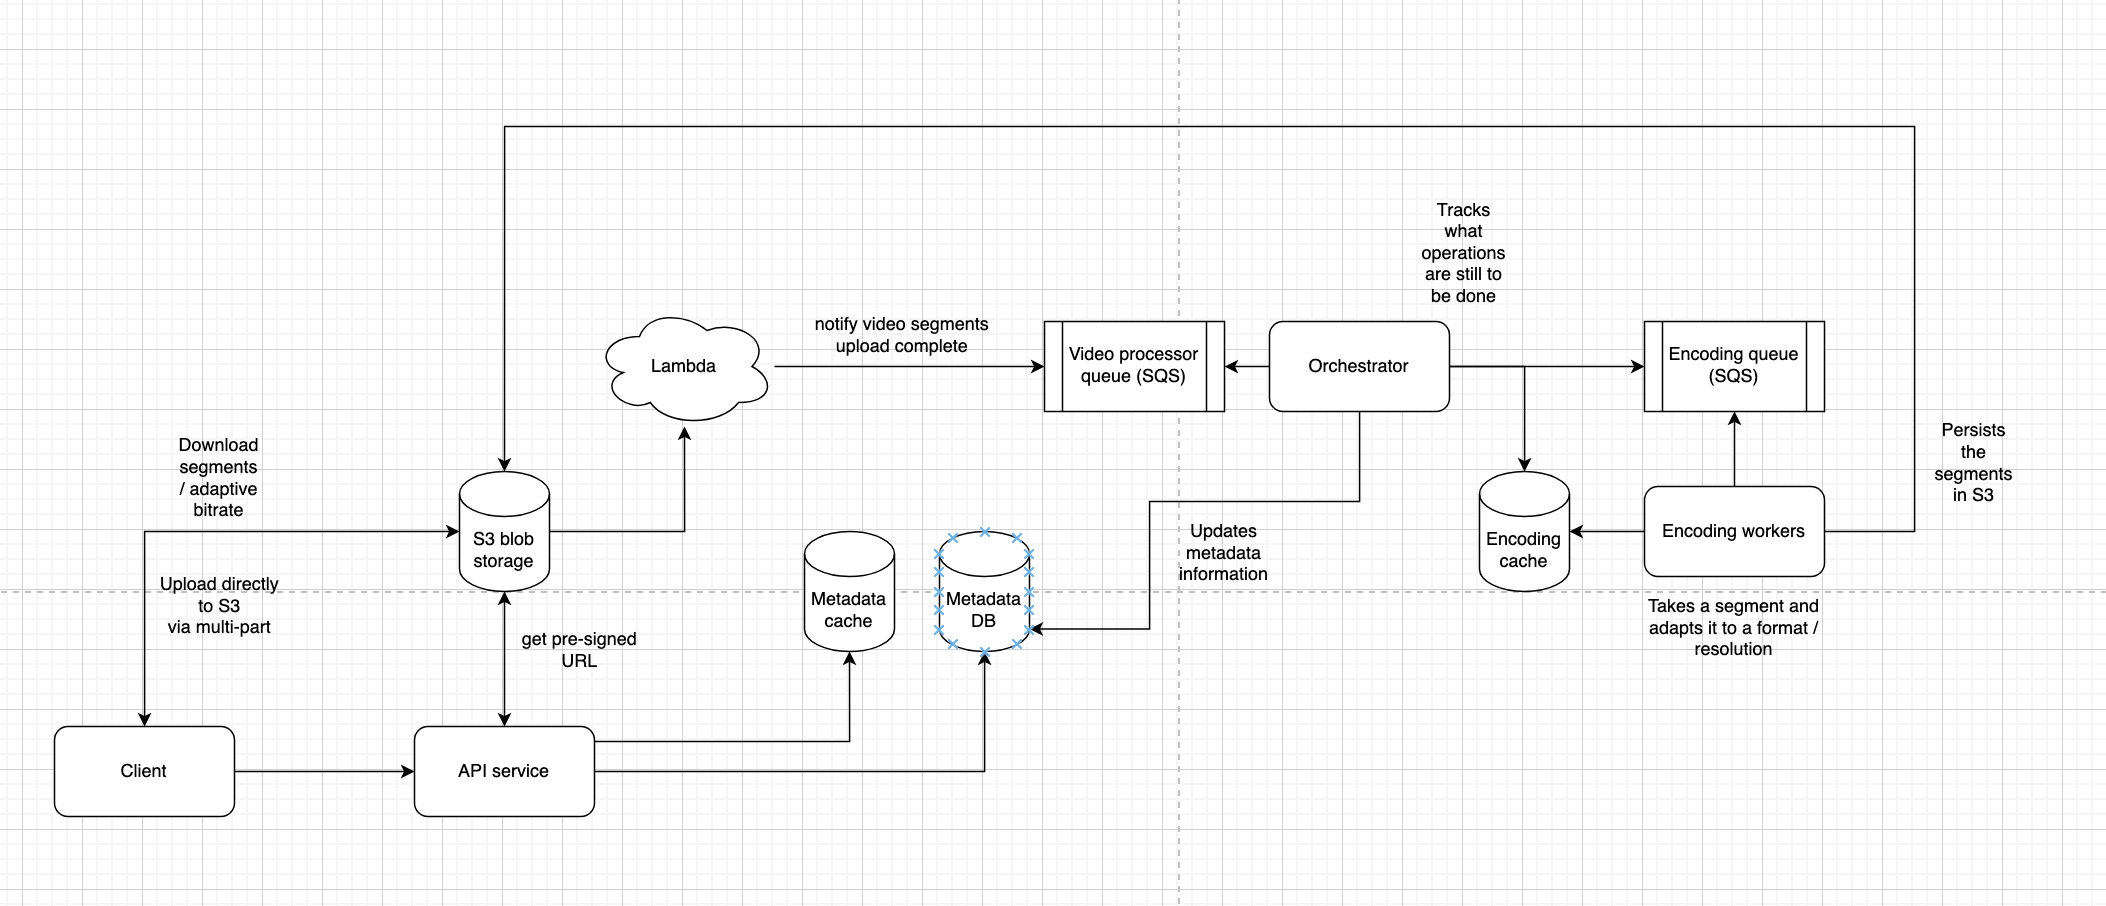 Tracks
what
operations
are still to
be done
notify video segments
upload complete
Lambda
Video processor
queue (SQS)
Orchestrator
Encoding queue
(SQS)
Download
segments
/ adaptive
bitrate
Persists
the
segments
in S3
S3 blob
storage
Updates
metadata
information
Encoding
cache
Encoding workers
Upload directly
to S3
via multi-part
Metadata
cache
Metadata
DB
Takes a segment and
adapts it to a format /
resolution
get pre-signed
URL
Client
API service